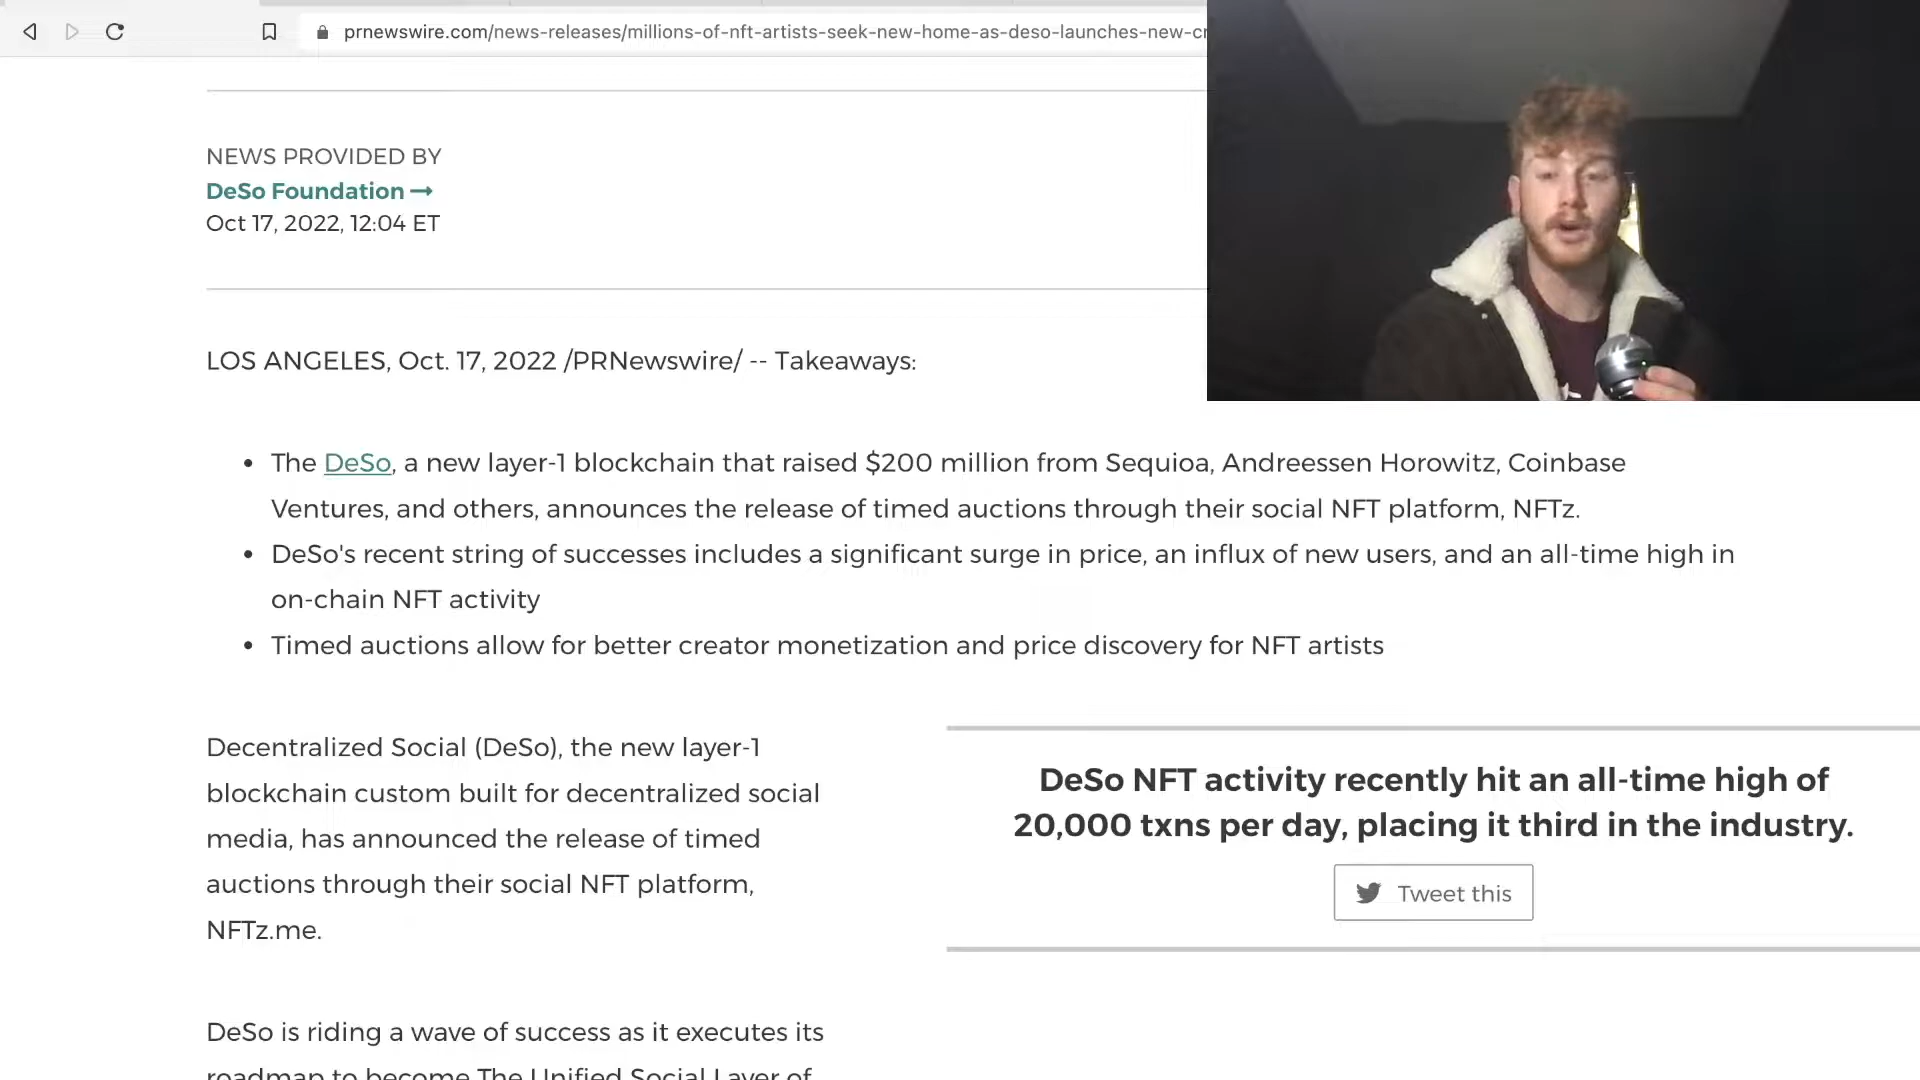 prnewswire.com/news-releases/millions-of-nft-artists-seek-new-home-as-deso-launches-new-cr
NEWS PROVIDED BY
DeSo Foundation →
Oct 17, 2022, 12:04 ET
LOS ANGELES, Oct. 17, 2022 /PRNewswire/ -- Takeaways:
• The DeSo, a new layer-1 blockchain that raised $200 million from Sequioa, Andreessen Horowitz, Coinbase
Ventures, and others, announces the release of timed auctions through their social NFT platform, NFTz.
• DeSo's recent string of successes includes a significant surge in price, an influx of new users, and an all-time high in
on-chain NFT activity
• Timed auctions allow for better creator monetization and price discovery for NFT artists
Decentralized Social (DeSo), the new layer-1
blockchain custom built for decentralized social
media, has announced the release of timed
auctions through their social NFT platform,
NFTz.me.
DeSo NFT activity recently hit an all-time high of
20,000 txns per day, placing it third in the industry.
Tweet this
DeSo is riding a wave of success as it executes its
roadmap to become The Unified Social Layer of